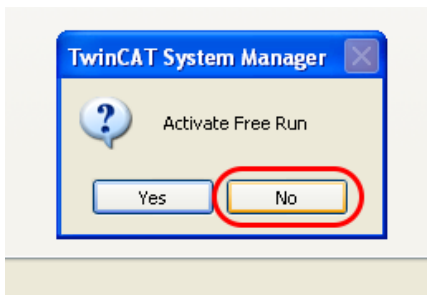 TwinCAT System Manager
Activate Free Run
Yes
No